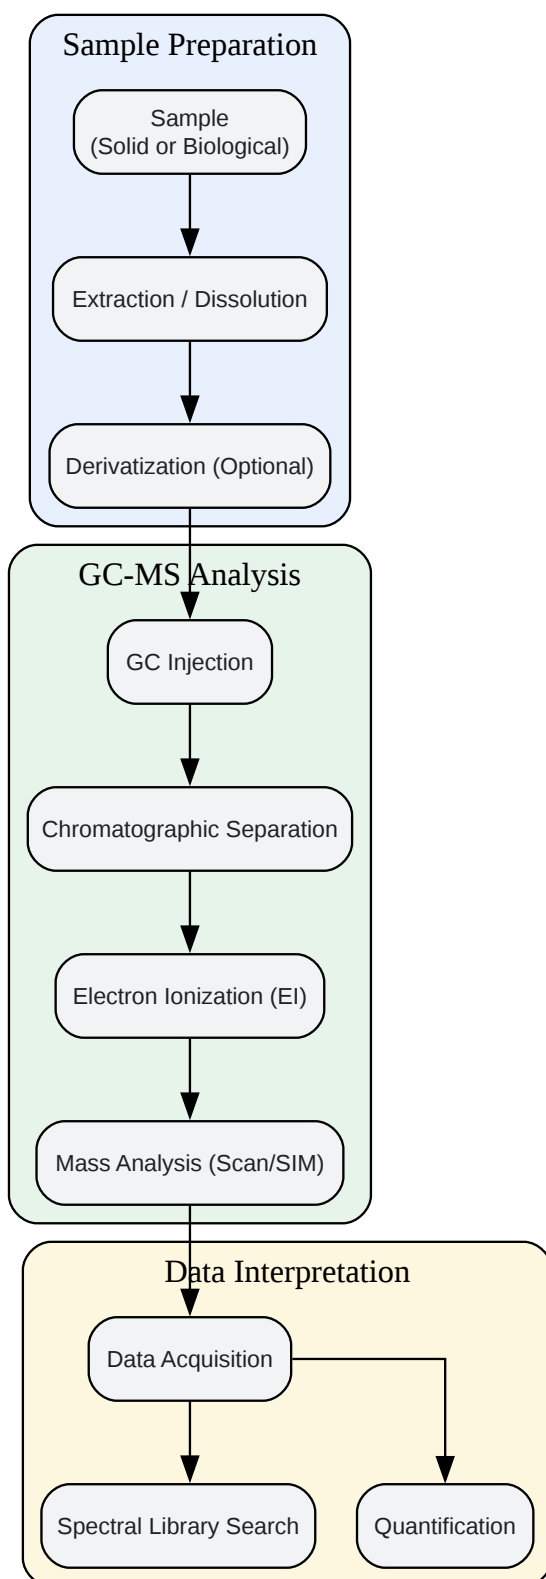 Sample Preparation
Sample
(Solid or Biological)
Extraction / Dissolution
Derivatization (Optional)
GC-MS Analysis
GC Injection
Chromatographic Separation
Electron Ionization (EI)
Mass Analysis (Scan/SIM)
Data Interpretation
Data Acquisition
Spectral Library Search
Quantification